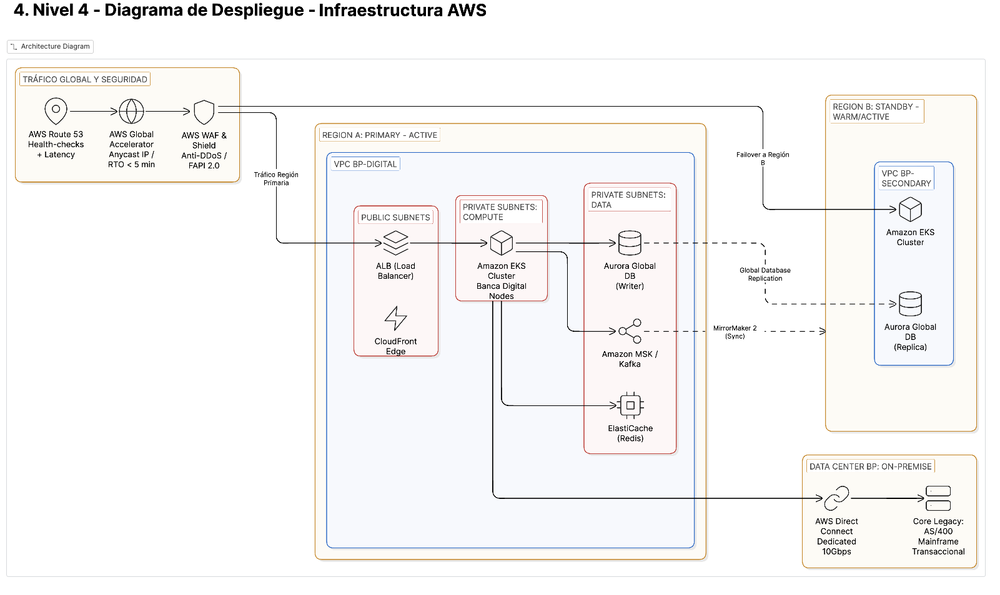 4. Nivel 4 - Diagrama de Despliegue - Infraestructura AWS
Architecture Diagram
TRÁFICO GLOBAL Y SEGURIDAD
AWS Route 53
Health-checks
+ Latency
AWS Global
Accelerator
Anycast IP /
RTO < 5 min
AWS WAF &
Shield
Anti-DDoS /
FAPI 2.0
Tráfico Región
Primaria
REGION A: PRIMARY - ACTIVE
VPC BP-DIGITAL
PUBLIC SUBNETS
ALB (Load
Balancer)
CloudFront
Edge
PRIVATE SUBNETS:
COMPUTE
Amazon EKS
Cluster
Banca Digital
Nodes
PRIVATE SUBNETS:
DATA
Aurora Global
DB
(Writer)
Amazon MSK /
Kafka
ElastiCache
(Redis)
Failover a Región
B
Global Database
Replication
MirrorMaker 2
(Sync)
REGION B: STANDBY -
WARM/ACTIVE
VPC BP-
SECONDARY
Amazon EKS
Cluster
Aurora Global
DB
(Replica)
DATA CENTER BP: ON-PREMISE
AWS Direct
Connect
Dedicated
10Gbps
Core Legacy:
AS/400
Mainframe
Transaccional